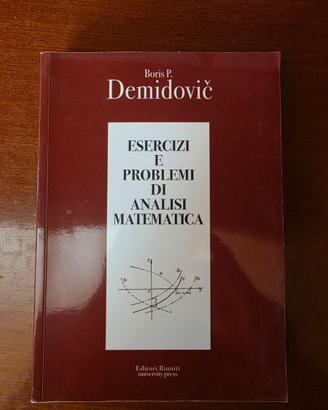 Boris P.
Demidovič
ESERCIZI
E
PROBLEMI
DI
ANALISI
MATEMATICA
Editori Riuniti
university press